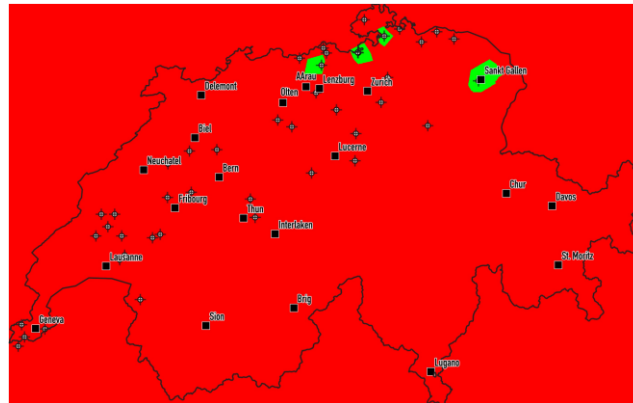 Sankt Gallen
AArau
Lenzburg
Zurich
Delemont
Olten
Biel
Lucerne
Neuchatel
Bern
Chur
Davos
Fribourg
Thun
Interlaken
Lausanne
St. Moritz
Brig
Sion
Geneva
Lugano